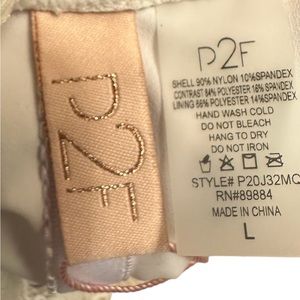 P2F
P2F
SHELL 90% NYLON 10%SPANDEX
CONTRAST 84% POLYESTER 16% SPANDEX
LINING 86% POLYESTER 14%SPANDEX
HAND WASH COLD
DO NOT BLEACH
HANG TO DRY
DO NOT IRON
STYLE# P20J32MQ
RN#89884
MADE IN CHINA
L